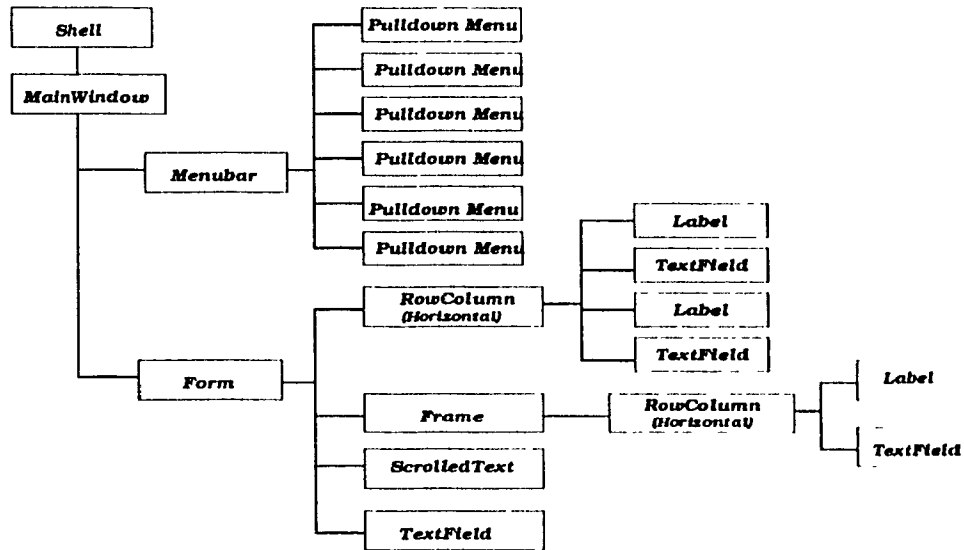 Shell
MainWindow
Menubar
Pulldown Menu
Pulldown Menu
Pulldown Menu
Pulldown Menu
Pulldown Menu
Pulldown Menu
Form
RowColumn
(Horizontal)
Label
TextField
Label
TextField
Frame
RowColumn
(Horizontal)
Label
TextField
ScrolledText
TextField